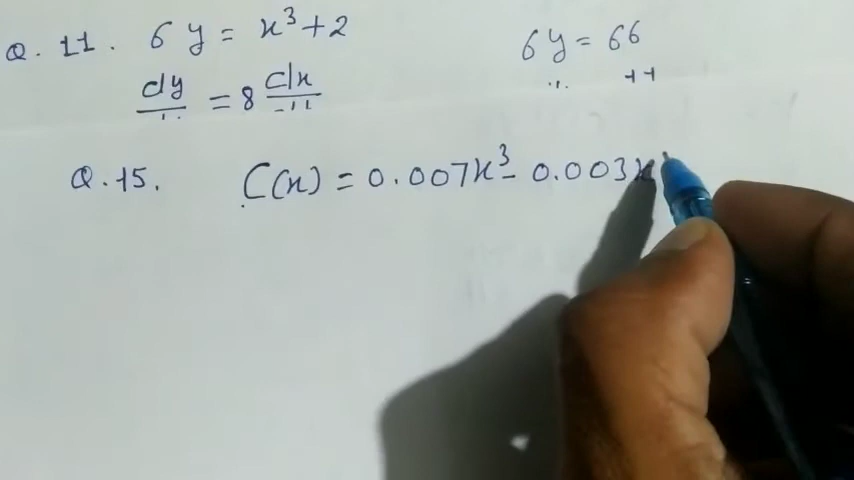 Q. 11. 6y = x³+2 6y = 66
dy/.. = 8 dx/-''
Q. 15. C(x) = 0.007x³- 0.003x